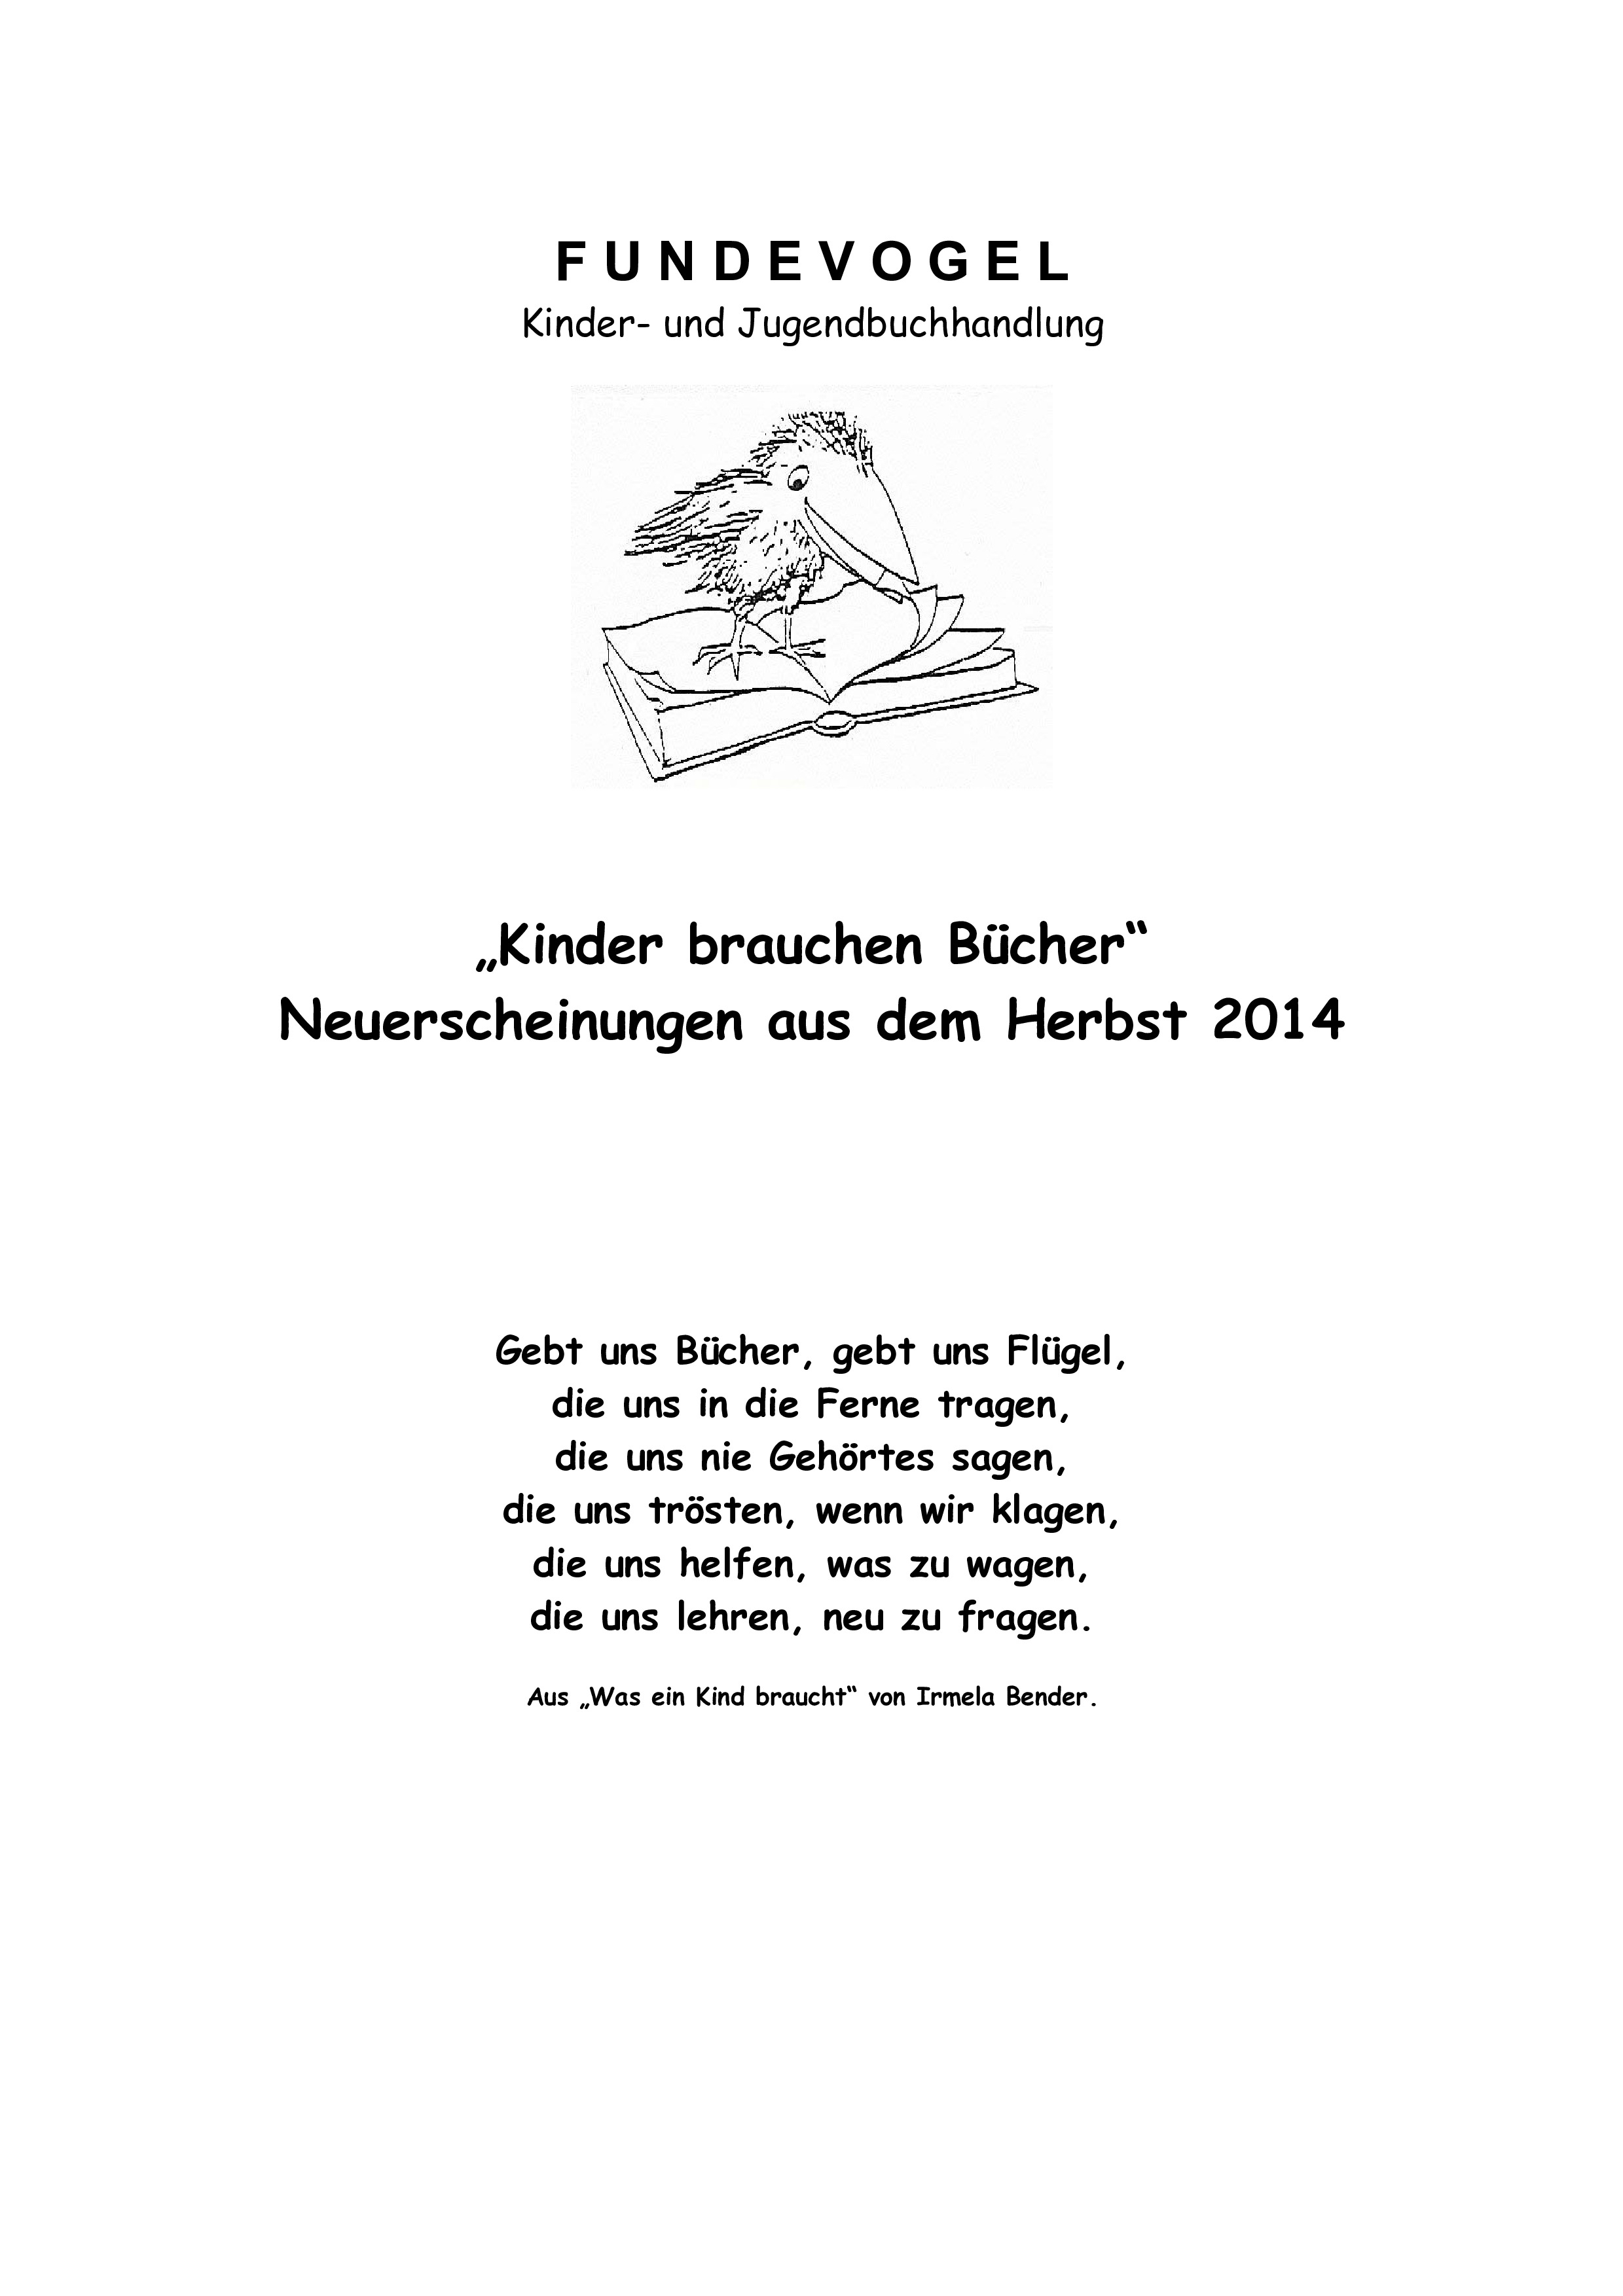 FUNDEVOGEL
Kinder- und Jugendbuchhandlung
„Kinder brauchen Bücher“
Neuerscheinungen aus dem Herbst 2014
Gebt uns Bücher, gebt uns Flügel,
die uns in die Ferne tragen,
die uns nie Gehörtes sagen,
die uns trösten, wenn wir klagen,
die uns helfen, was zu wagen,
die uns lehren, neu zu fragen.
Aus „Was ein Kind braucht“ von Irmela Bender.